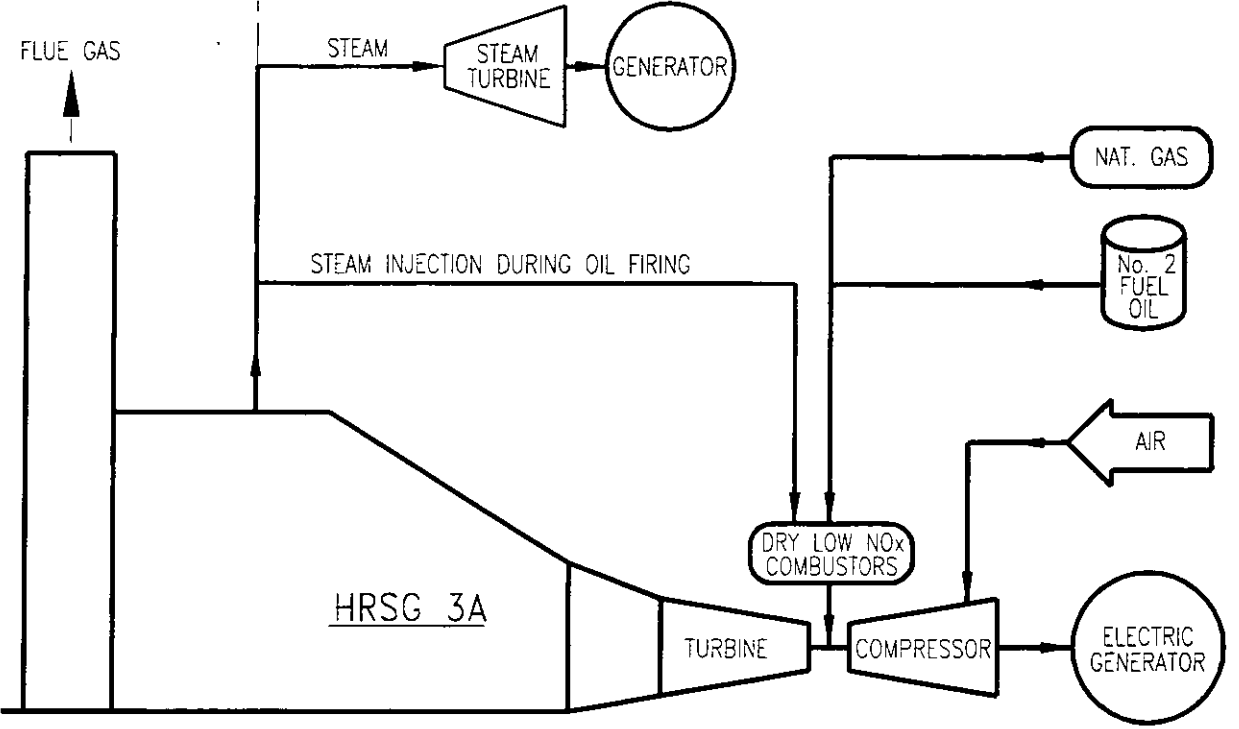 FLUE GAS
STEAM
STEAM
TURBINE
GENERATOR
NAT. GAS
STEAM INJECTION DURING OIL FIRING
No. 2
FUEL
OIL
AIR
DRY LOW NOx
COMBUSTORS
HRSG 3A
TURBINE
COMPRESSOR
ELECTRIC
GENERATOR